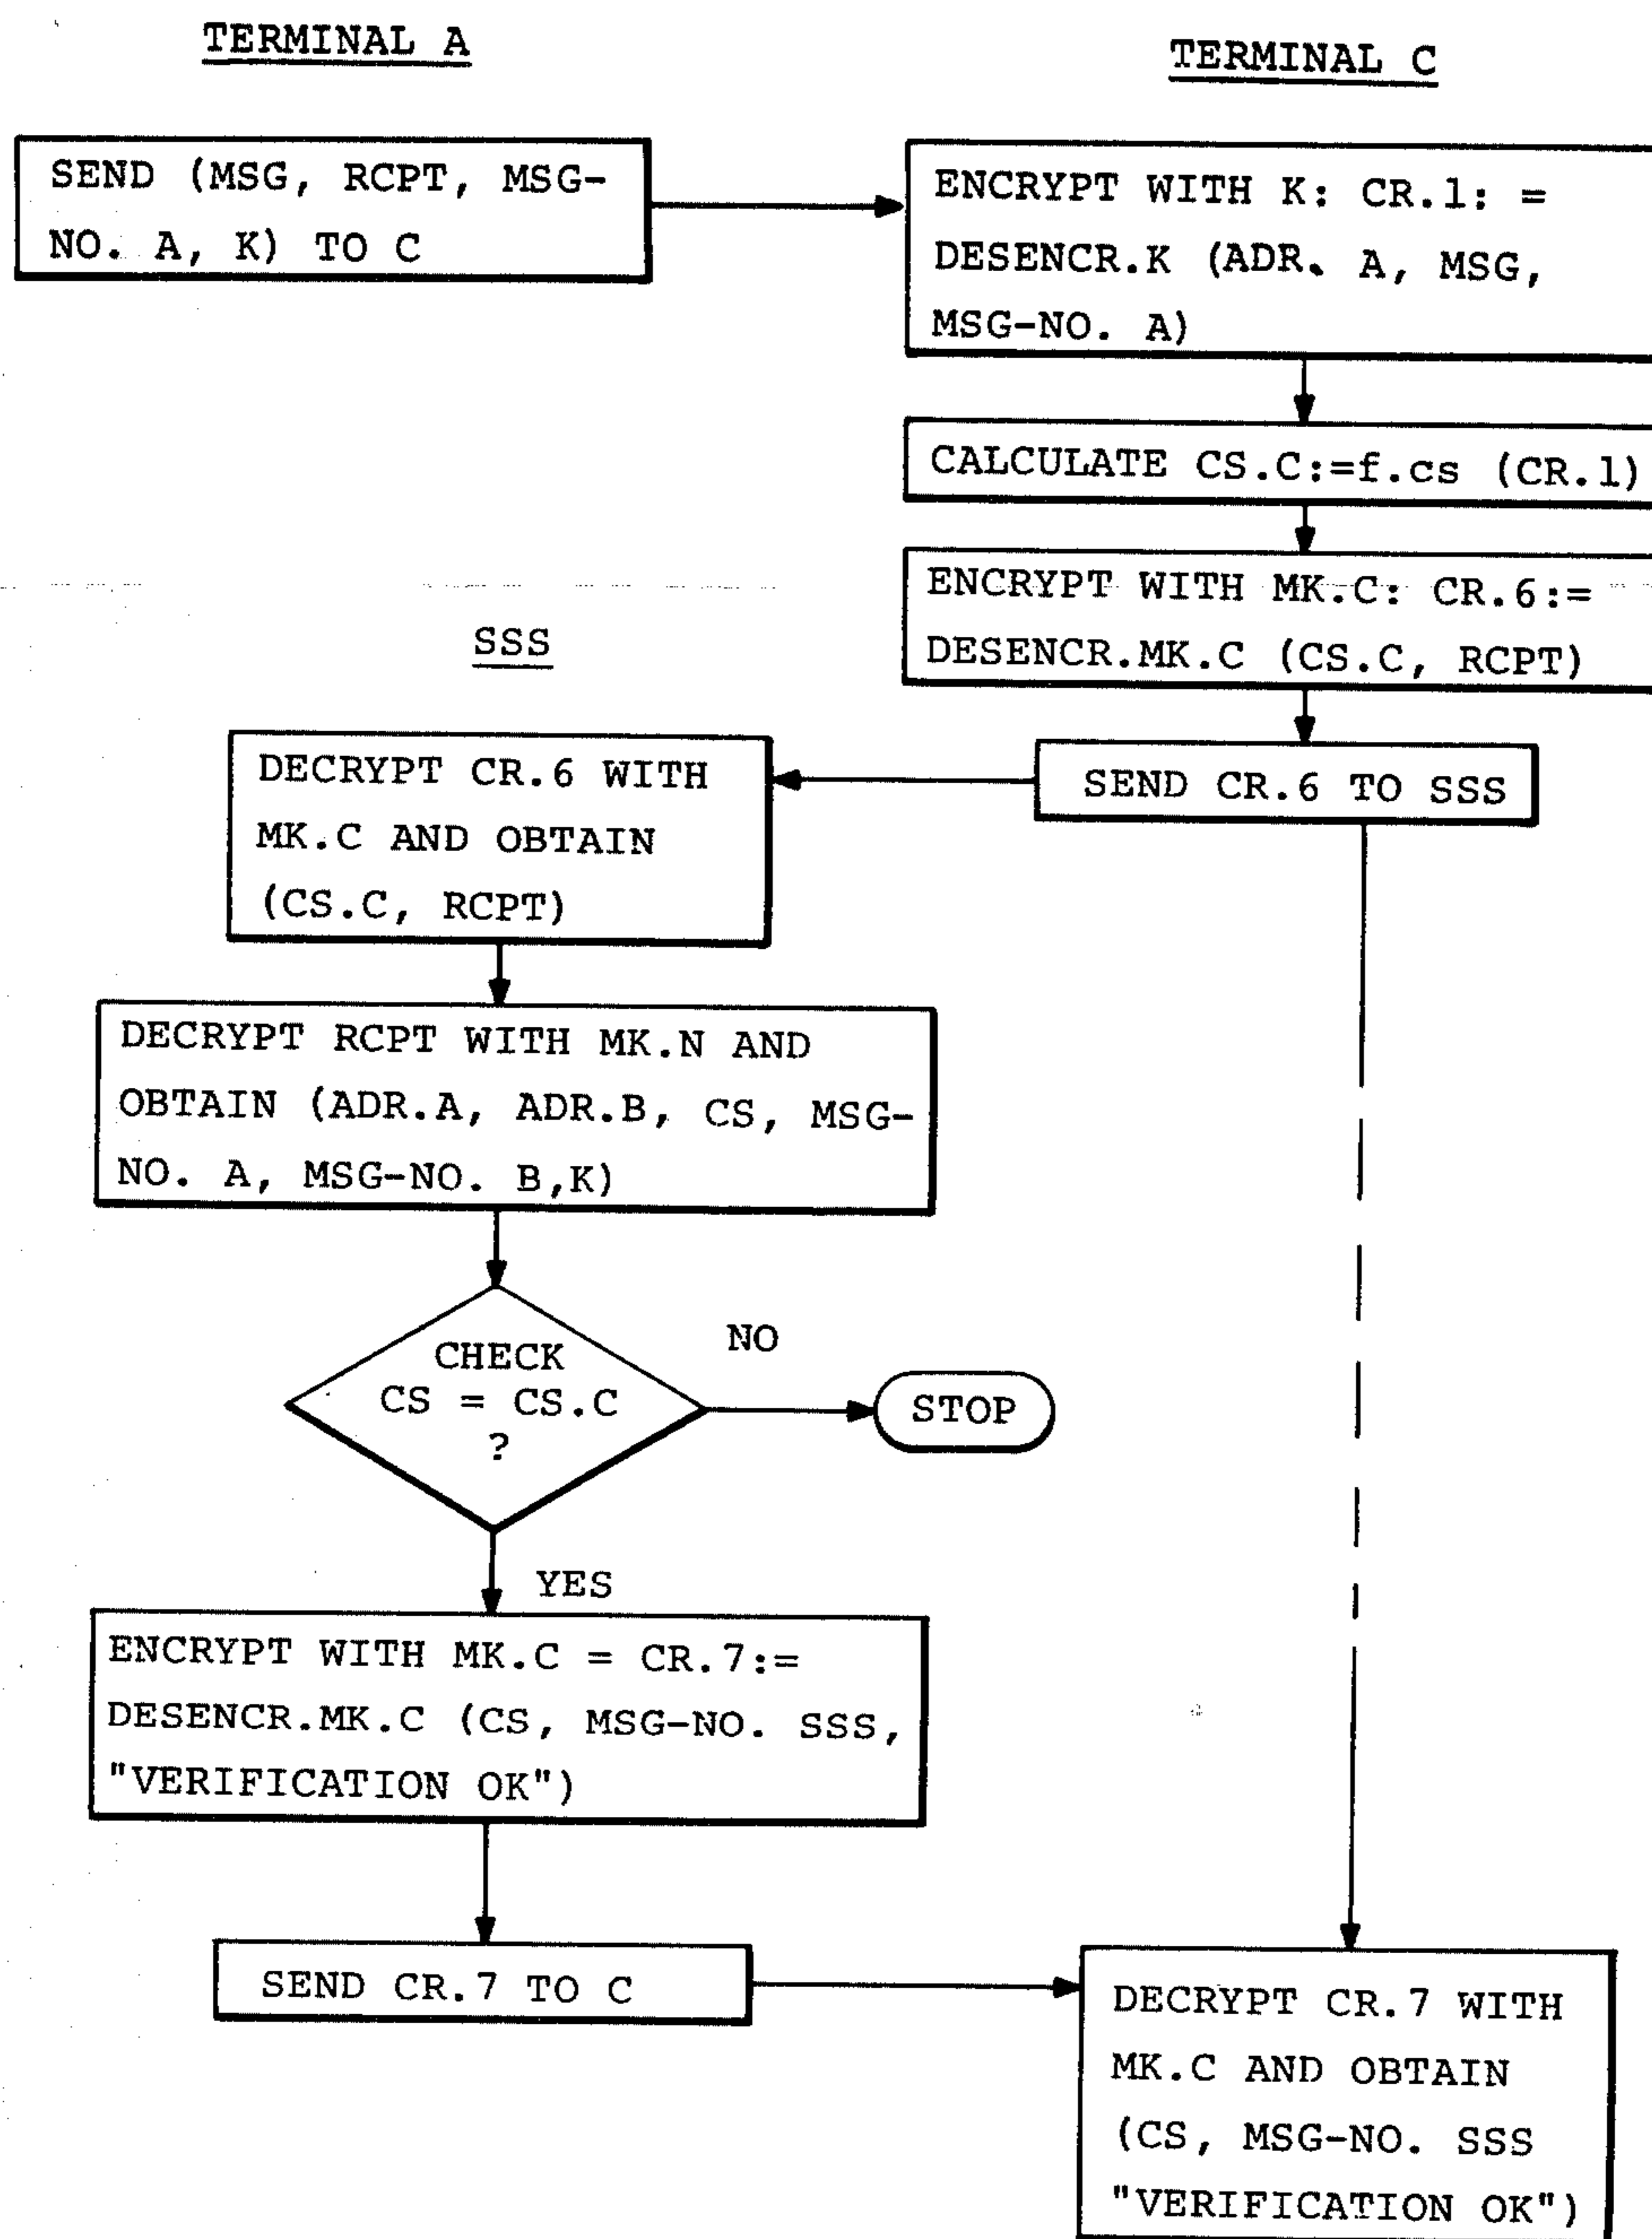 TERMINAL A
TERMINAL C
SEND (MSG, RCPT, MSG-
NO. A, K) TO C
ENCRYPT WITH K: CR.1: =
DESENCR.K (ADR. A, MSG,
MSG-NO. A)
CALCULATE CS.C:=f.cs (CR.1)
ENCRYPT WITH MK.C: CR.6:=
DESENCR.MK.C (CS.C, RCPT)
SEND CR.6 TO SSS
SSS
DECRYPT CR.6 WITH
MK.C AND OBTAIN
(CS.C, RCPT)
DECRYPT RCPT WITH MK.N AND
OBTAIN (ADR.A, ADR.B, CS, MSG-
NO. A, MSG-NO. B,K)
CHECK
CS = CS.C
?
NO
STOP
YES
ENCRYPT WITH MK.C = CR.7:=
DESENCR.MK.C (CS, MSG-NO. SSS,
"VERIFICATION OK")
SEND CR.7 TO C
DECRYPT CR.7 WITH
MK.C AND OBTAIN
(CS, MSG-NO. SSS
"VERIFICATION OK")